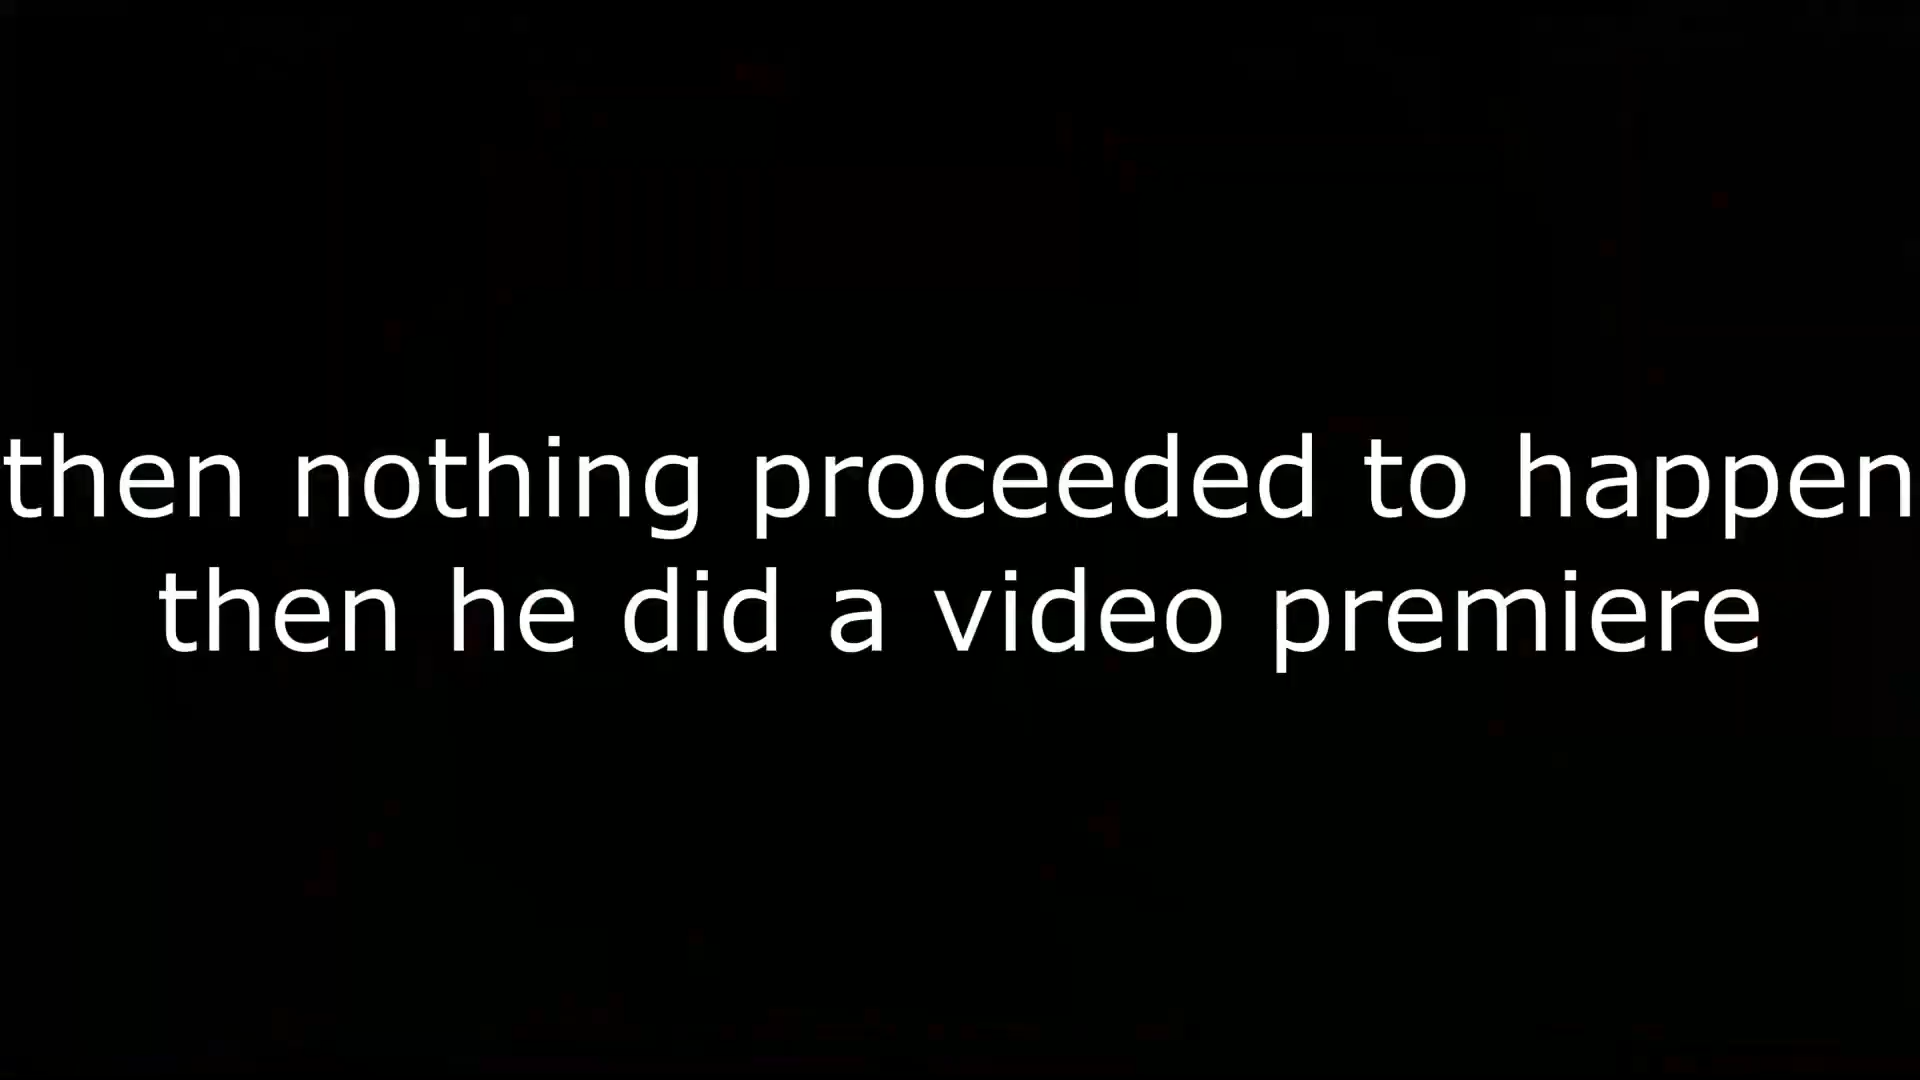 then nothing proceeded to happen
then he did a video premiere